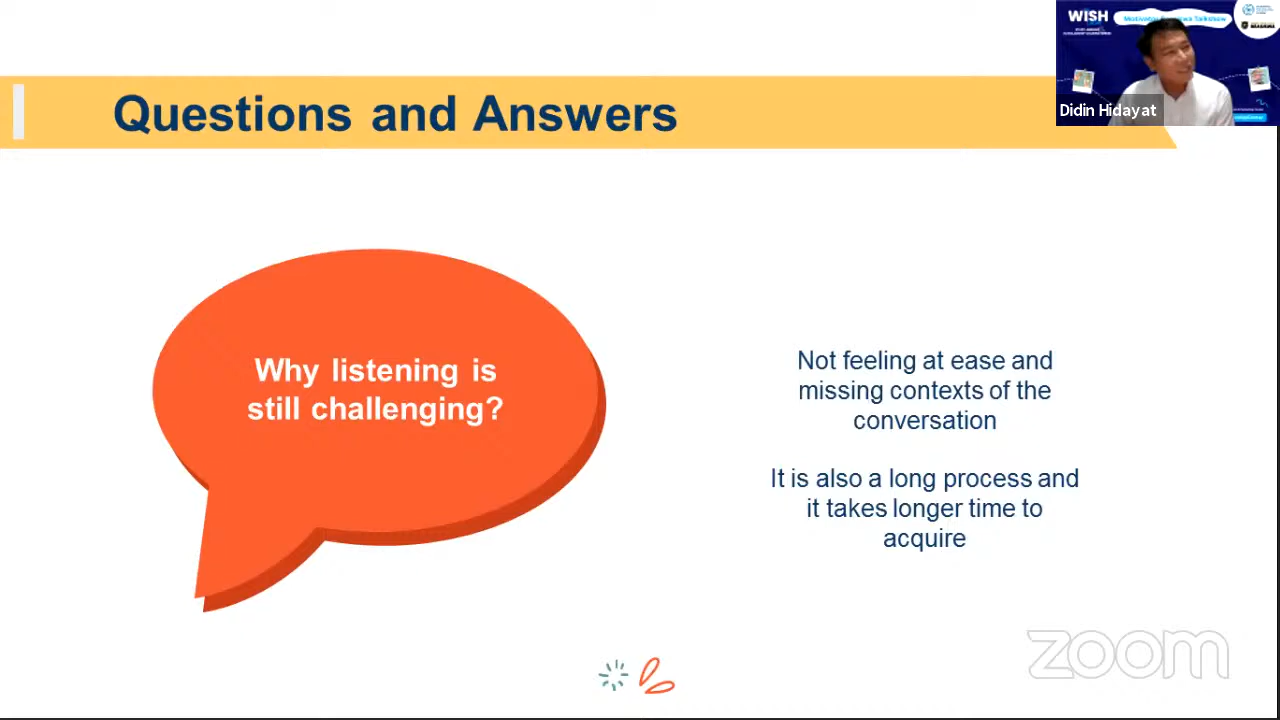 WISH
Didin Hidayat
Questions and Answers
Why listening is
still challenging?
Not feeling at ease and
missing contexts of the
conversation
It is also a long process and
it takes longer time to
acquire
zoom